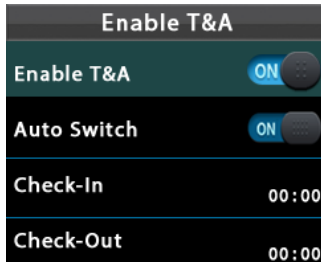 Enable T&A
Enable T&A ON
Auto Switch ON
Check-In 00:00
Check-Out 00:00